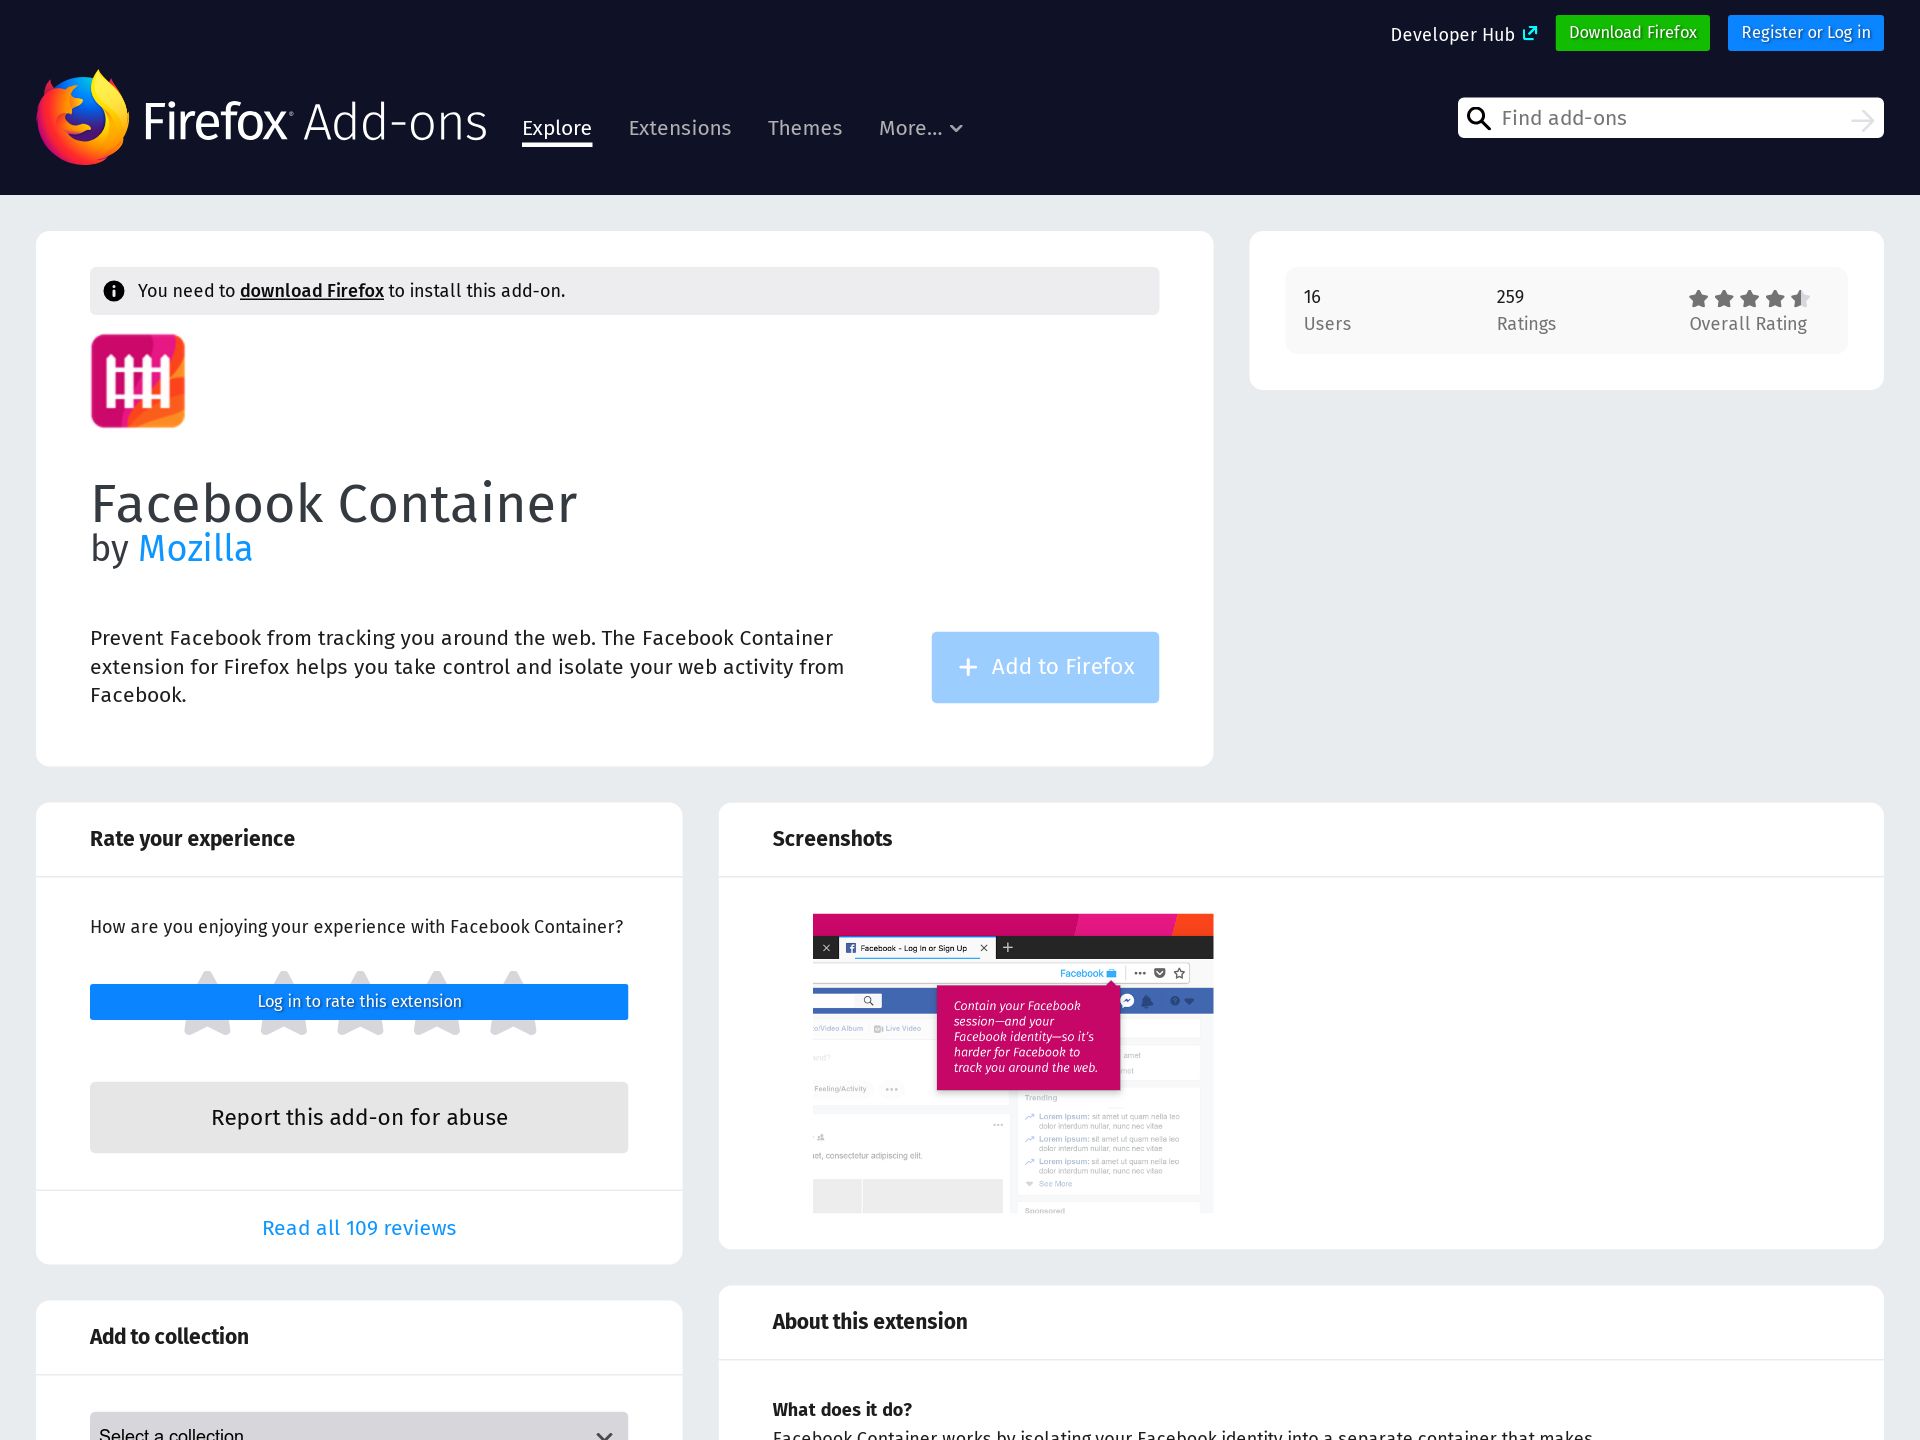 Developer Hub
Download Firefox
Register or Log in
Firefox Add-ons
Explore
Extensions
Themes
More...
Find add-ons
You need to download Firefox to install this add-on.
Facebook Container
by Mozilla
Prevent Facebook from tracking you around the web. The Facebook Container
extension for Firefox helps you take control and isolate your web activity from
Facebook.
Add to Firefox
16
Users
259
Ratings
Overall Rating
Rate your experience
How are you enjoying your experience with Facebook Container?
Log in to rate this extension
Report this add-on for abuse
Read all 109 reviews
Add to collection
Select a collection
Screenshots
Facebook - Log In or Sign Up
Facebook
Contain your Facebook
session—and your
Facebook identity—so it's
harder for Facebook to
track you around the web.
o/Video Album
Live Video
Feeling/Activity
amet
met
Trending
Lorem ipsum: sit amet ut quam nella leo
dolor interdum nullar, nunc nec vitae
Lorem ipsum: sit amet ut quam nella leo
dolor interdum nullar, nunc nec vitae
Lorem ipsum: sit amet ut quam nella leo
dolor interdum nullar, nunc nec vitae
See More
et, consectetur adipiscing elit.
Sponsored
About this extension
What does it do?
Facebook Container works by isolating your Facebook identity into a separate container that makes